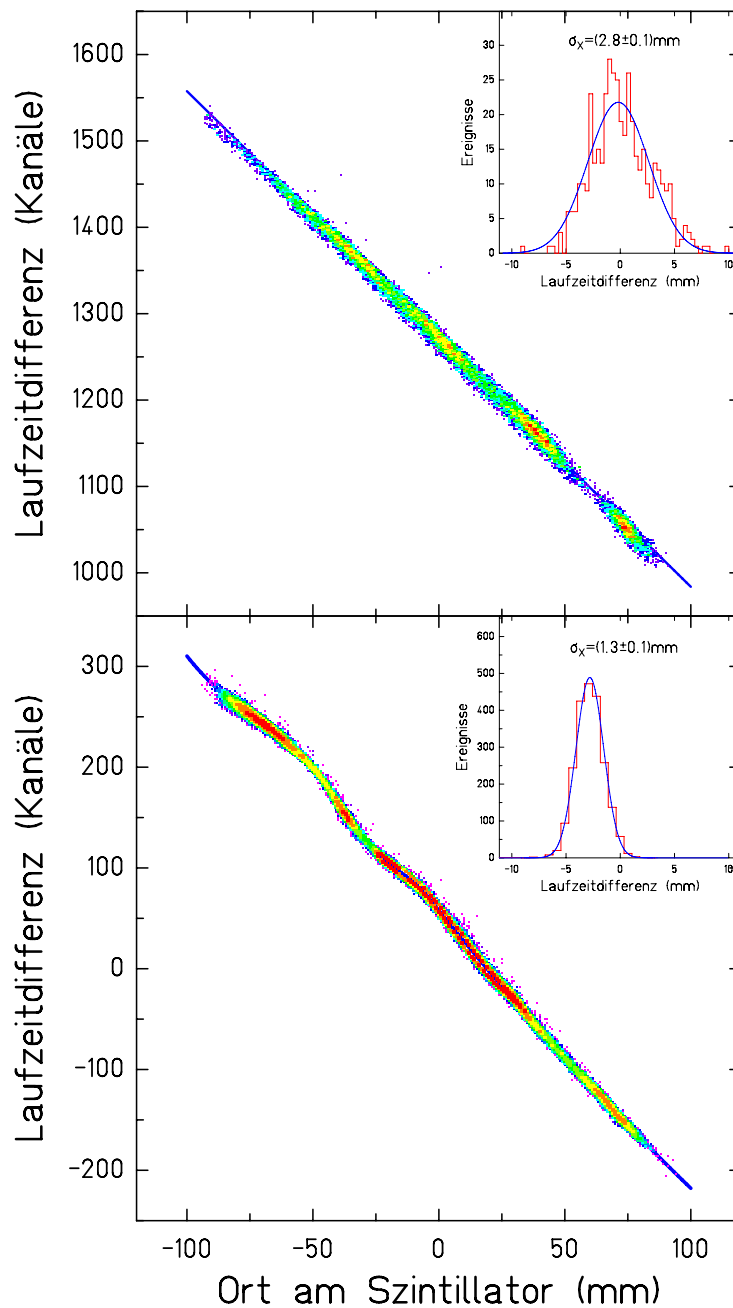 Laufzeitdifferenz (Kanäle)
1600
1500
1400
1300
1200
1100
1000
σx=(2.8±0.1)mm
Ereignisse
30
25
20
15
10
5
0
-10 -5 0 5 10
Laufzeitdifferenz (mm)
Laufzeitdifferenz (Kanäle)
300
200
100
0
-100
-200
σx=(1.3±0.1)mm
Ereignisse
600
500
400
300
200
100
0
-10 -5 0 5 10
Laufzeitdifferenz (mm)
-100 -50 0 50 100
Ort am Szintillator (mm)